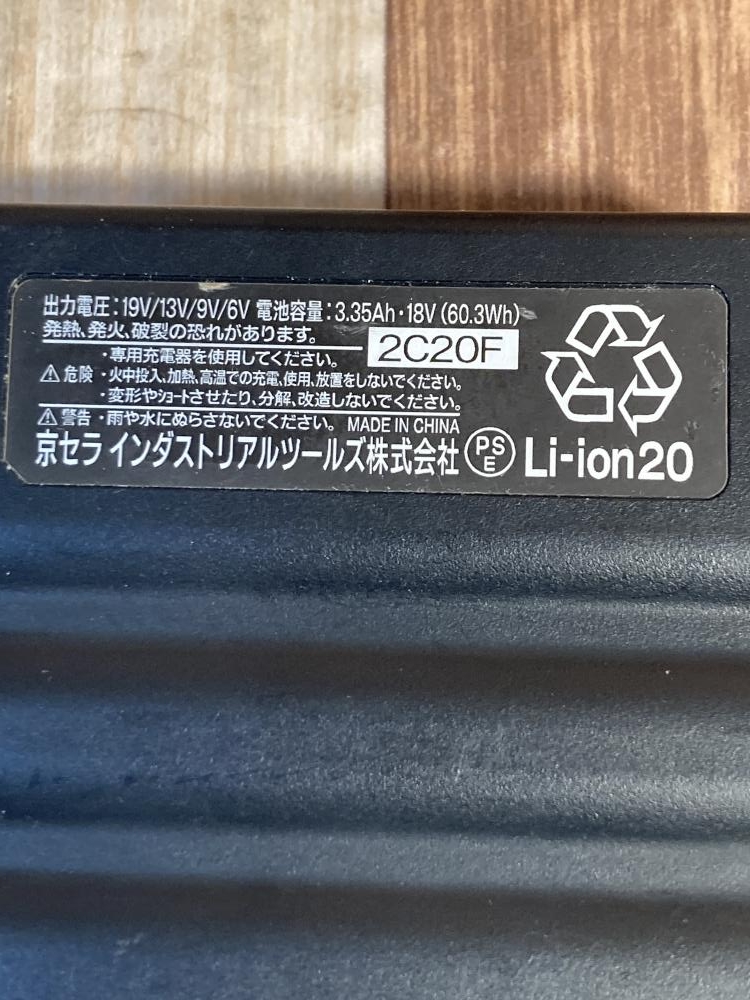 出力電圧:19V/13V/9V/6V 電池容量:3.35Ah・18V(60.3Wh)
発熱、発火、破裂の恐れがあります。
2C20F
・専用充電器を使用してください。
⚠危険 ・火中投入、加熱、高温での充電、使用、放置をしないでください。
・変形やショートさせたり、分解、改造しないでください。
⚠警告 ・雨や水にぬらさないでください。 MADE IN CHINA
京セラ インダストリアルツールズ株式会社 PSE Li-ion20